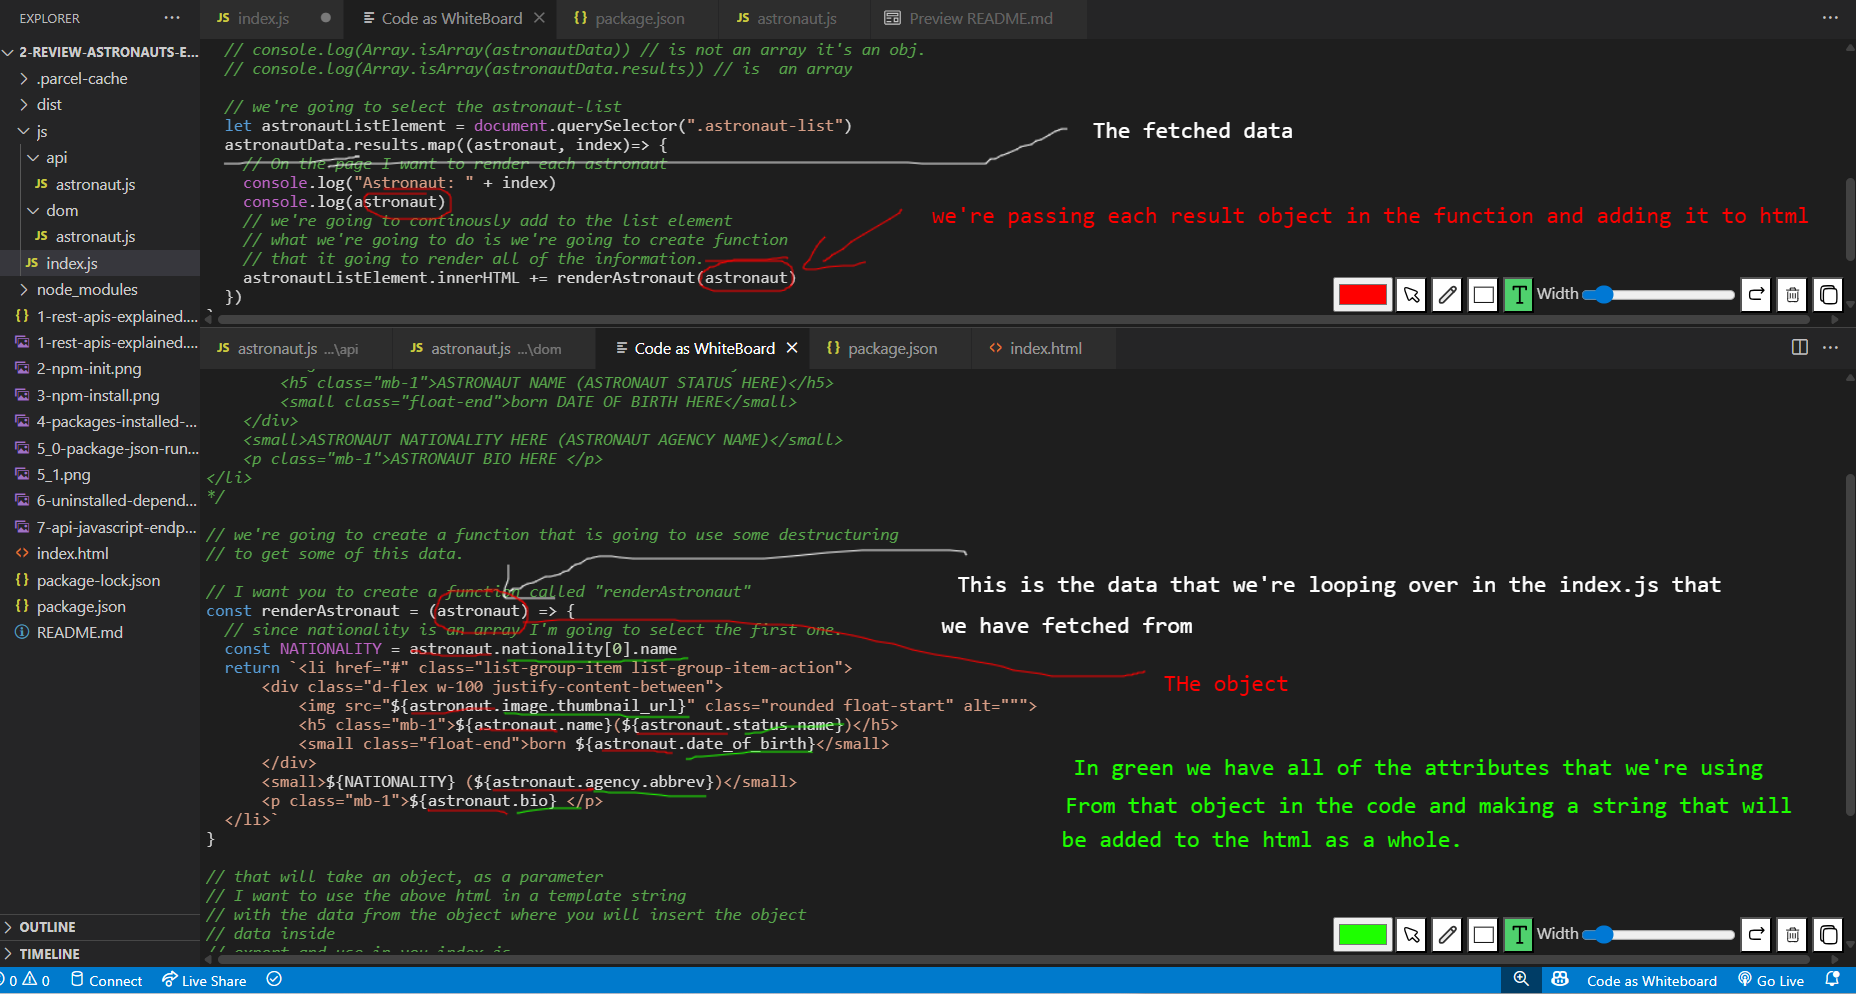 EXPLORER
2-REVIEW-ASTRONAUTS-E...
.parcel-cache
dist
js
api
JS astronaut.js
dom
JS astronaut.js
JS index.js
node_modules
{} 1-rest-apis-explained....
1-rest-apis-explained....
2-npm-init.png
3-npm-install.png
4-packages-installed-...
5_0-package-json-run...
5_1.png
6-uninstalled-depend...
7-api-javascript-endp...
<> index.html
{} package-lock.json
{} package.json
README.md
OUTLINE
TIMELINE
JS index.js
Code as WhiteBoard
{} package.json
JS astronaut.js
Preview README.md
// console.log(Array.isArray(astronautData)) // is not an array it's an obj.
// console.log(Array.isArray(astronautData.results)) // is  an array
// we're going to select the astronaut-list
let astronautListElement = document.querySelector(".astronaut-list")
astronautData.results.map((astronaut, index)=> {
// On the page I want to render each astronaut
console.log("Astronaut: " + index)
console.log(astronaut)
// we're going to continously add to the list element
// what we're going to do is we're going to create function
// that it going to render all of the information.
astronautListElement.innerHTML += renderAstronaut(astronaut)
})
The fetched data
we're passing each result object in the function and adding it to html
T Width
JS astronaut.js ...\api
JS astronaut.js ...\dom
Code as WhiteBoard
{} package.json
<> index.html
<h5 class="mb-1">ASTRONAUT NAME (ASTRONAUT STATUS HERE)</h5>
<small class="float-end">born DATE OF BIRTH HERE</small>
</div>
<small>ASTRONAUT NATIONALITY HERE (ASTRONAUT AGENCY NAME)</small>
<p class="mb-1">ASTRONAUT BIO HERE </p>
</li>
*/
// we're going to create a function that is going to use some destructuring
// to get some of this data.
// I want you to create a function called "renderAstronaut"
const renderAstronaut = (astronaut) => {
// since nationality is an array I'm going to select the first one.
const NATIONALITY = astronaut.nationality[0].name
return `<li href="#" class="list-group-item list-group-item-action">
<div class="d-flex w-100 justify-content-between">
<img src="${astronaut.image.thumbnail_url}" class="rounded float-start" alt=""">
<h5 class="mb-1">${astronaut.name}(${astronaut.status.name})</h5>
<small class="float-end">born ${astronaut.date_of_birth}</small>
</div>
<small>${NATIONALITY} (${astronaut.agency.abbrev})</small>
<p class="mb-1">${astronaut.bio} </p>
</li>`
}
// that will take an object, as a parameter
// I want to use the above html in a template string
// with the data from the object where you will insert the object
// data inside
This is the data that we're looping over in the index.js that
we have fetched from
THe object
In green we have all of the attributes that we're using
From that object in the code and making a string that will
be added to the html as a whole.
T Width
0 0 Connect Live Share
Code as Whiteboard Go Live